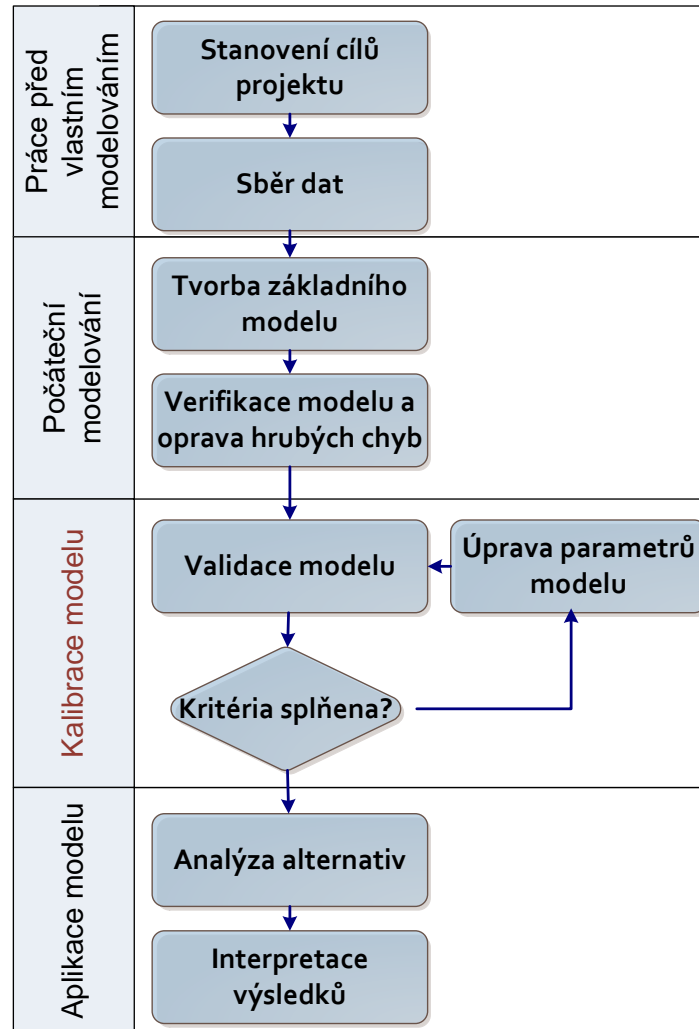 Práce před
vlastním
modelováním
Stanovení cílů
projektu
Sběr dat
Počáteční
modelování
Tvorba základního
modelu
Verifikace modelu a
oprava hrubých chyb
Kalibrace modelu
Validace modelu
Úprava parametrů
modelu
Kritéria splňena?
Aplikace modelu
Analýza alternativ
Interpretace
výsledků